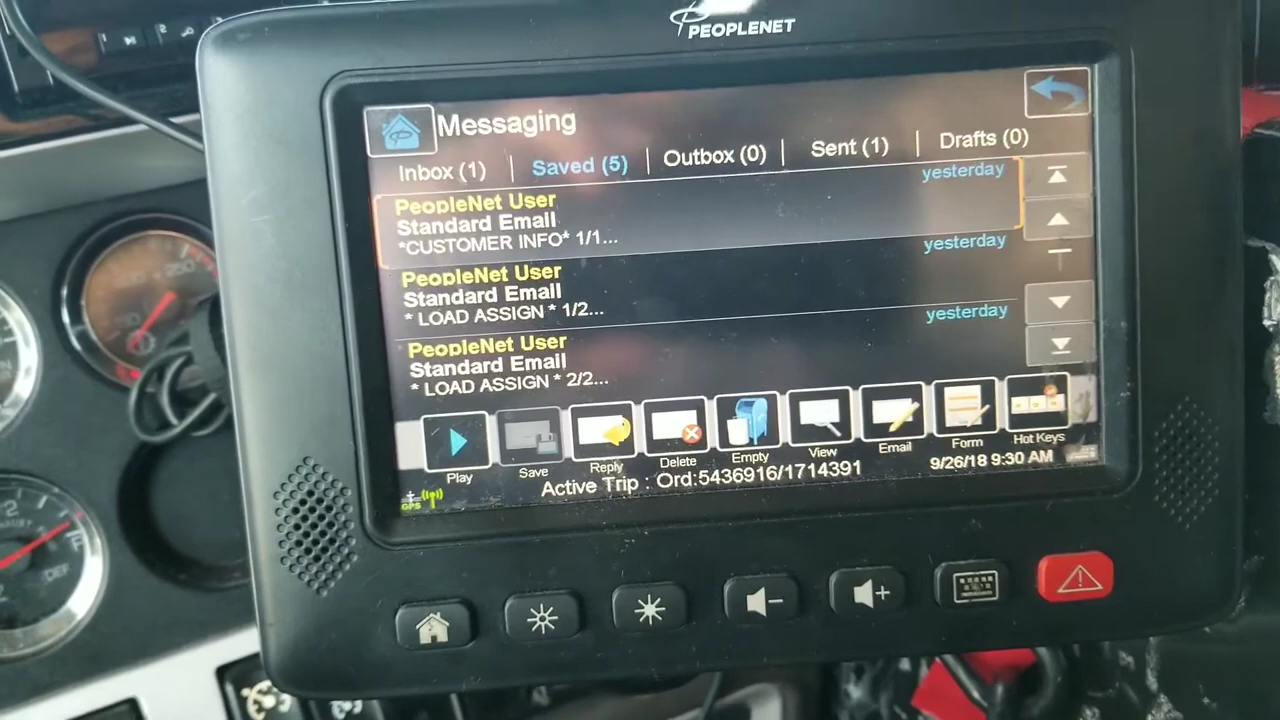 PEOPLENET
Messaging
Inbox (1)
Saved (5)
Outbox (0)
Sent (1)
Drafts (0)
yesterday
PeopleNet User
Standard Email
*CUSTOMER INFO* 1/1...
yesterday
PeopleNet User
Standard Email
* LOAD ASSIGN * 1/2...
yesterday
PeopleNet User
Standard Email
* LOAD ASSIGN * 2/2...
Play
Save
Reply
Delete
Empty
View
Email
Form
Hot Keys
GPS
Active Trip : Ord:5436916/1714391
9/26/18 9:30 AM
DEF
1
2